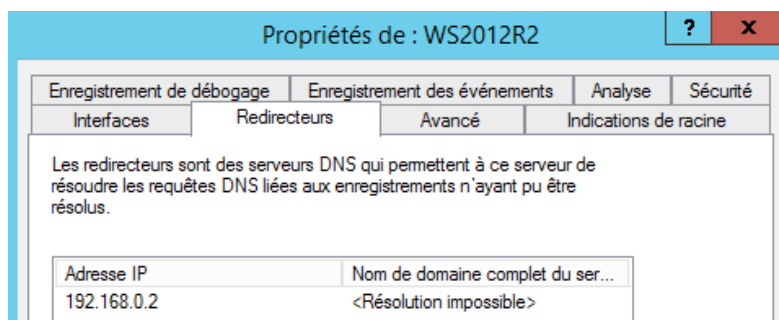 Propriétés de : WS2012R2 ? x
Enregistrement de débogage Enregistrement des événements Analyse Sécurité
Interfaces Redirecteurs Avancé Indications de racine
Les redirecteurs sont des serveurs DNS qui permettent à ce serveur de
résoudre les requêtes DNS liées aux enregistrements n'ayant pu être
résolus.
Adresse IP Nom de domaine complet du ser...
192.168.0.2 <Résolution impossible>